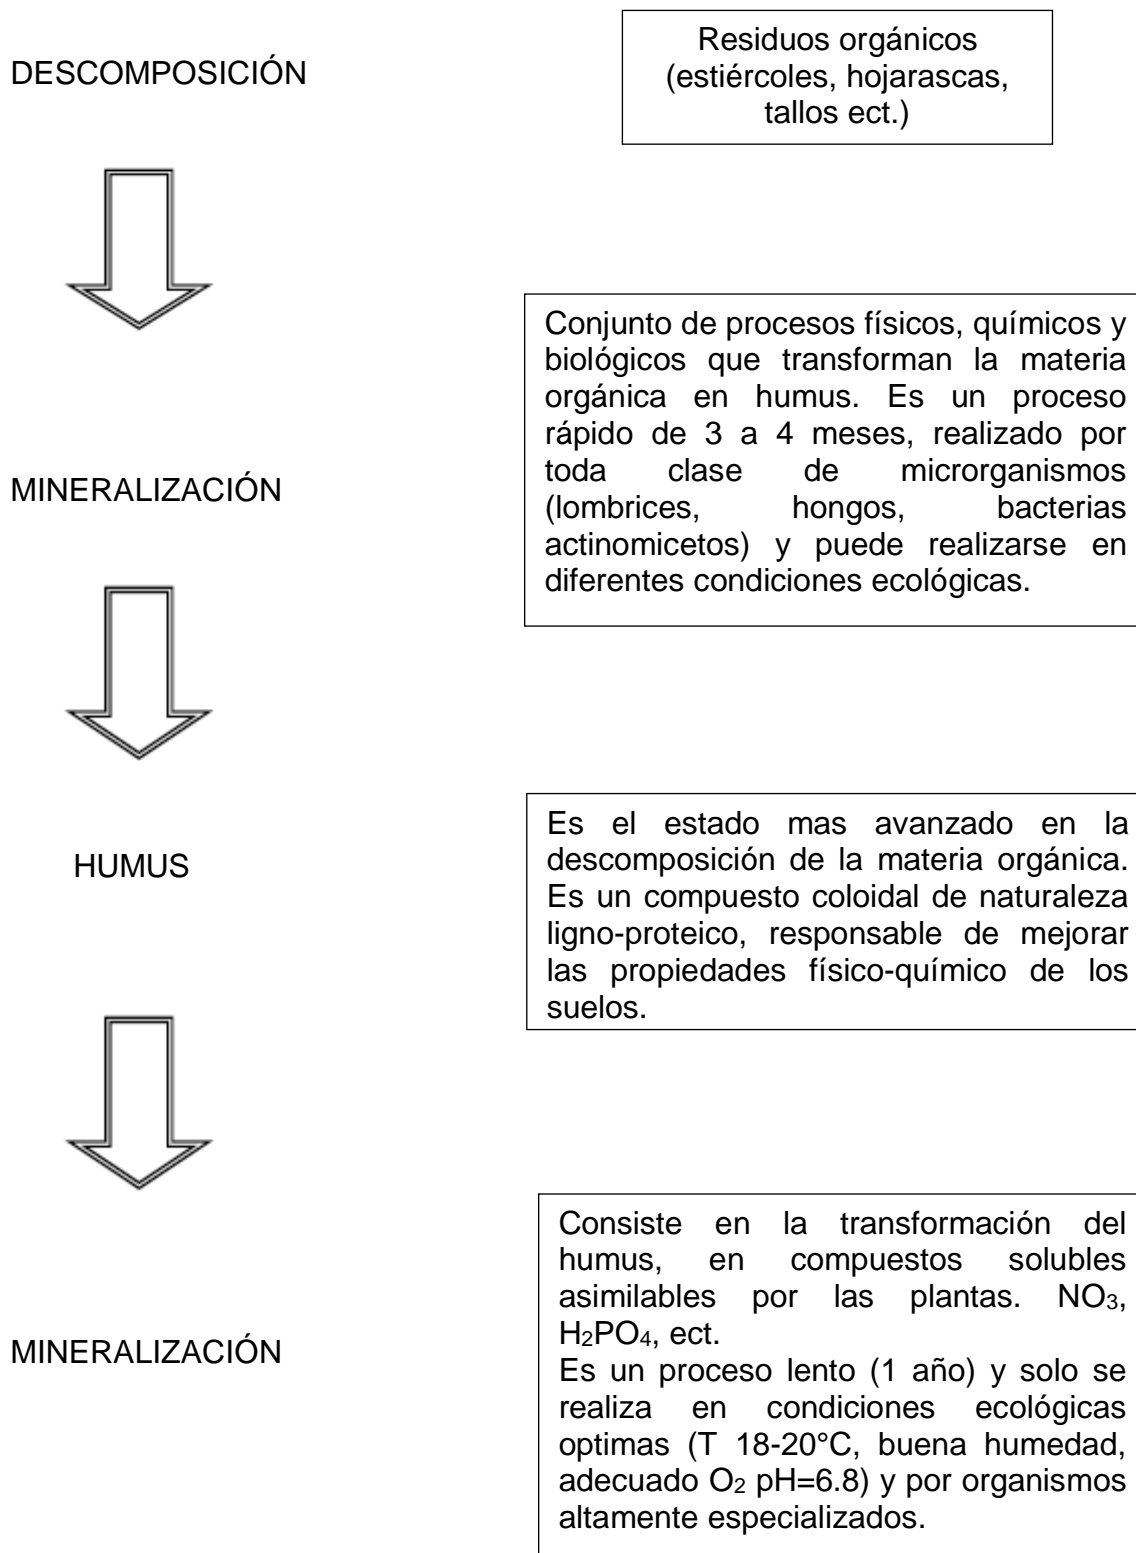 DESCOMPOSICIÓN
Residuos orgánicos
(estiércoles, hojarascas,
tallos ect.)
MINERALIZACIÓN
Conjunto de procesos físicos, químicos y
biológicos que transforman la materia
orgánica en humus. Es un proceso
rápido de 3 a 4 meses, realizado por
toda clase de microrganismos
(lombrices, hongos, bacterias
actinomicetos) y puede realizarse en
diferentes condiciones ecológicas.
HUMUS
Es el estado mas avanzado en la
descomposición de la materia orgánica.
Es un compuesto coloidal de naturaleza
ligno-proteico, responsable de mejorar
las propiedades físico-químico de los
suelos.
MINERALIZACIÓN
Consiste en la transformación del
humus, en compuestos solubles
asimilables por las plantas. NO₃,
H₂PO₄, ect.
Es un proceso lento (1 año) y solo se
realiza en condiciones ecológicas
optimas (T 18-20°C, buena humedad,
adecuado O₂ pH=6.8) y por organismos
altamente especializados.